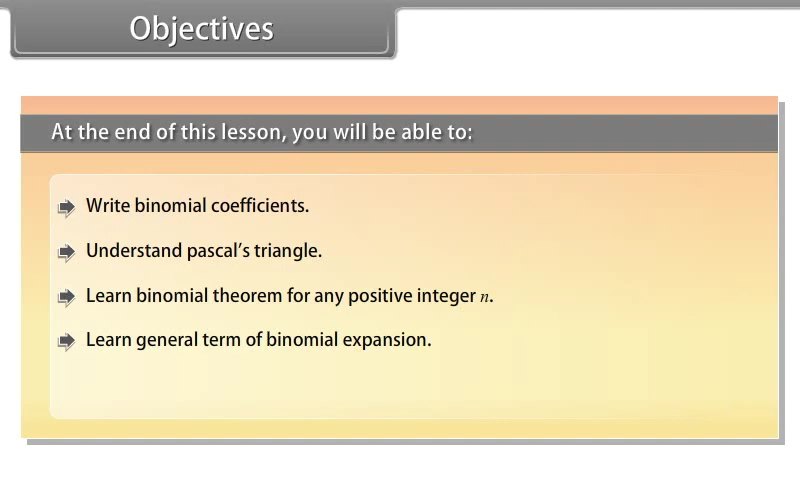 Objectives
At the end of this lesson, you will be able to:
Write binomial coefficients.
Understand pascal's triangle.
Learn binomial theorem for any positive integer n.
Learn general term of binomial expansion.